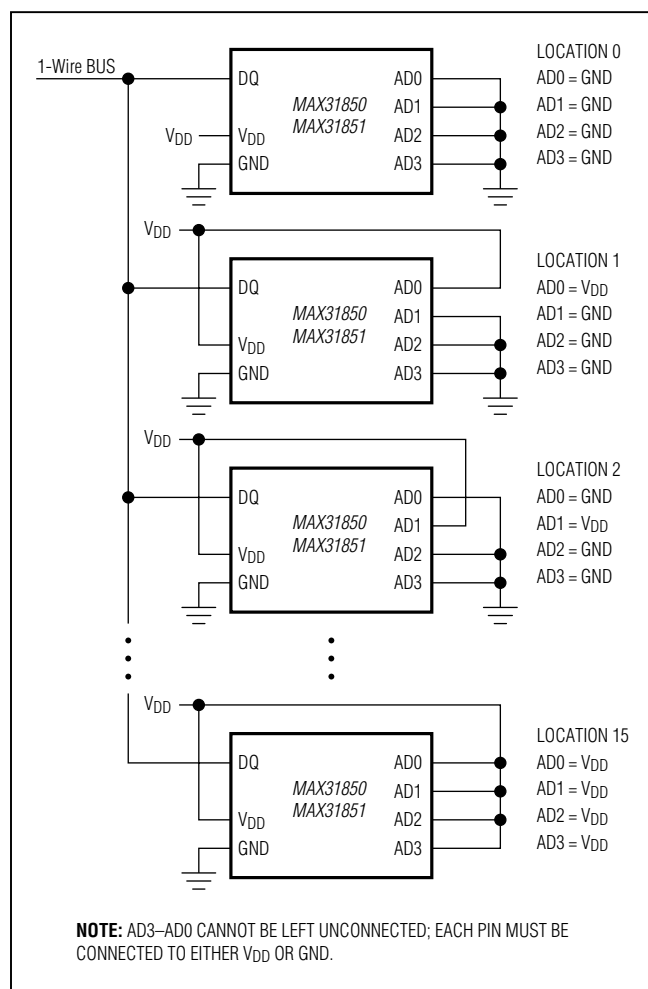 1-Wire BUS
DQ
VDD
VDD
GND
MAX31850
MAX31851
AD0
AD1
AD2
AD3
LOCATION 0
AD0 = GND
AD1 = GND
AD2 = GND
AD3 = GND
VDD
DQ
VDD
GND
MAX31850
MAX31851
AD0
AD1
AD2
AD3
LOCATION 1
AD0 = VDD
AD1 = GND
AD2 = GND
AD3 = GND
VDD
DQ
VDD
GND
MAX31850
MAX31851
AD0
AD1
AD2
AD3
LOCATION 2
AD0 = GND
AD1 = VDD
AD2 = GND
AD3 = GND
VDD
DQ
VDD
GND
MAX31850
MAX31851
AD0
AD1
AD2
AD3
LOCATION 15
AD0 = VDD
AD1 = VDD
AD2 = VDD
AD3 = VDD
NOTE: AD3–AD0 CANNOT BE LEFT UNCONNECTED; EACH PIN MUST BE
CONNECTED TO EITHER VDD OR GND.